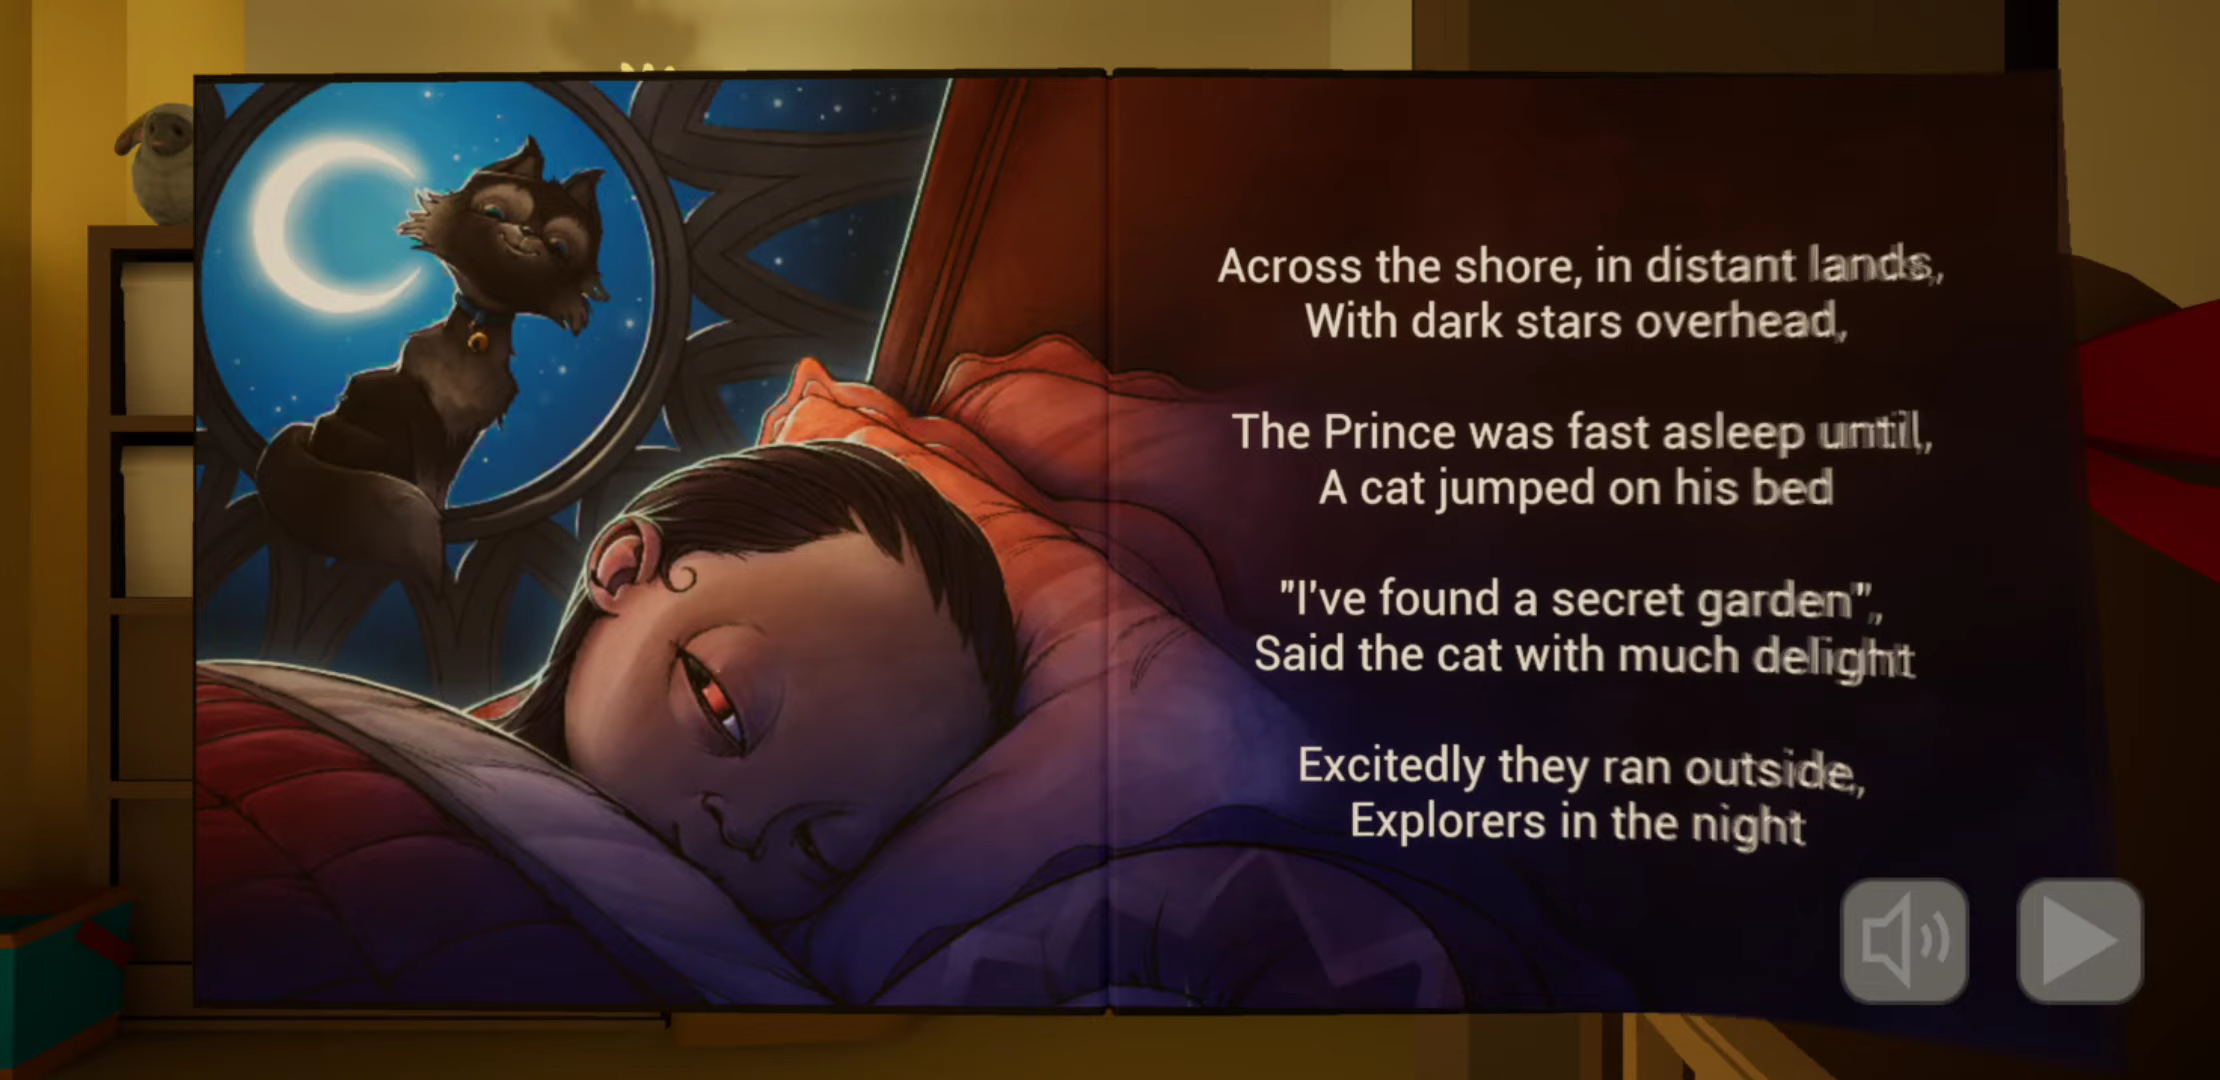 Across the shore, in distant lands,
With dark stars overhead,
The Prince was fast asleep until,
A cat jumped on his bed
"I've found a secret garden",
Said the cat with much delight
Excitedly they ran outside,
Explorers in the night